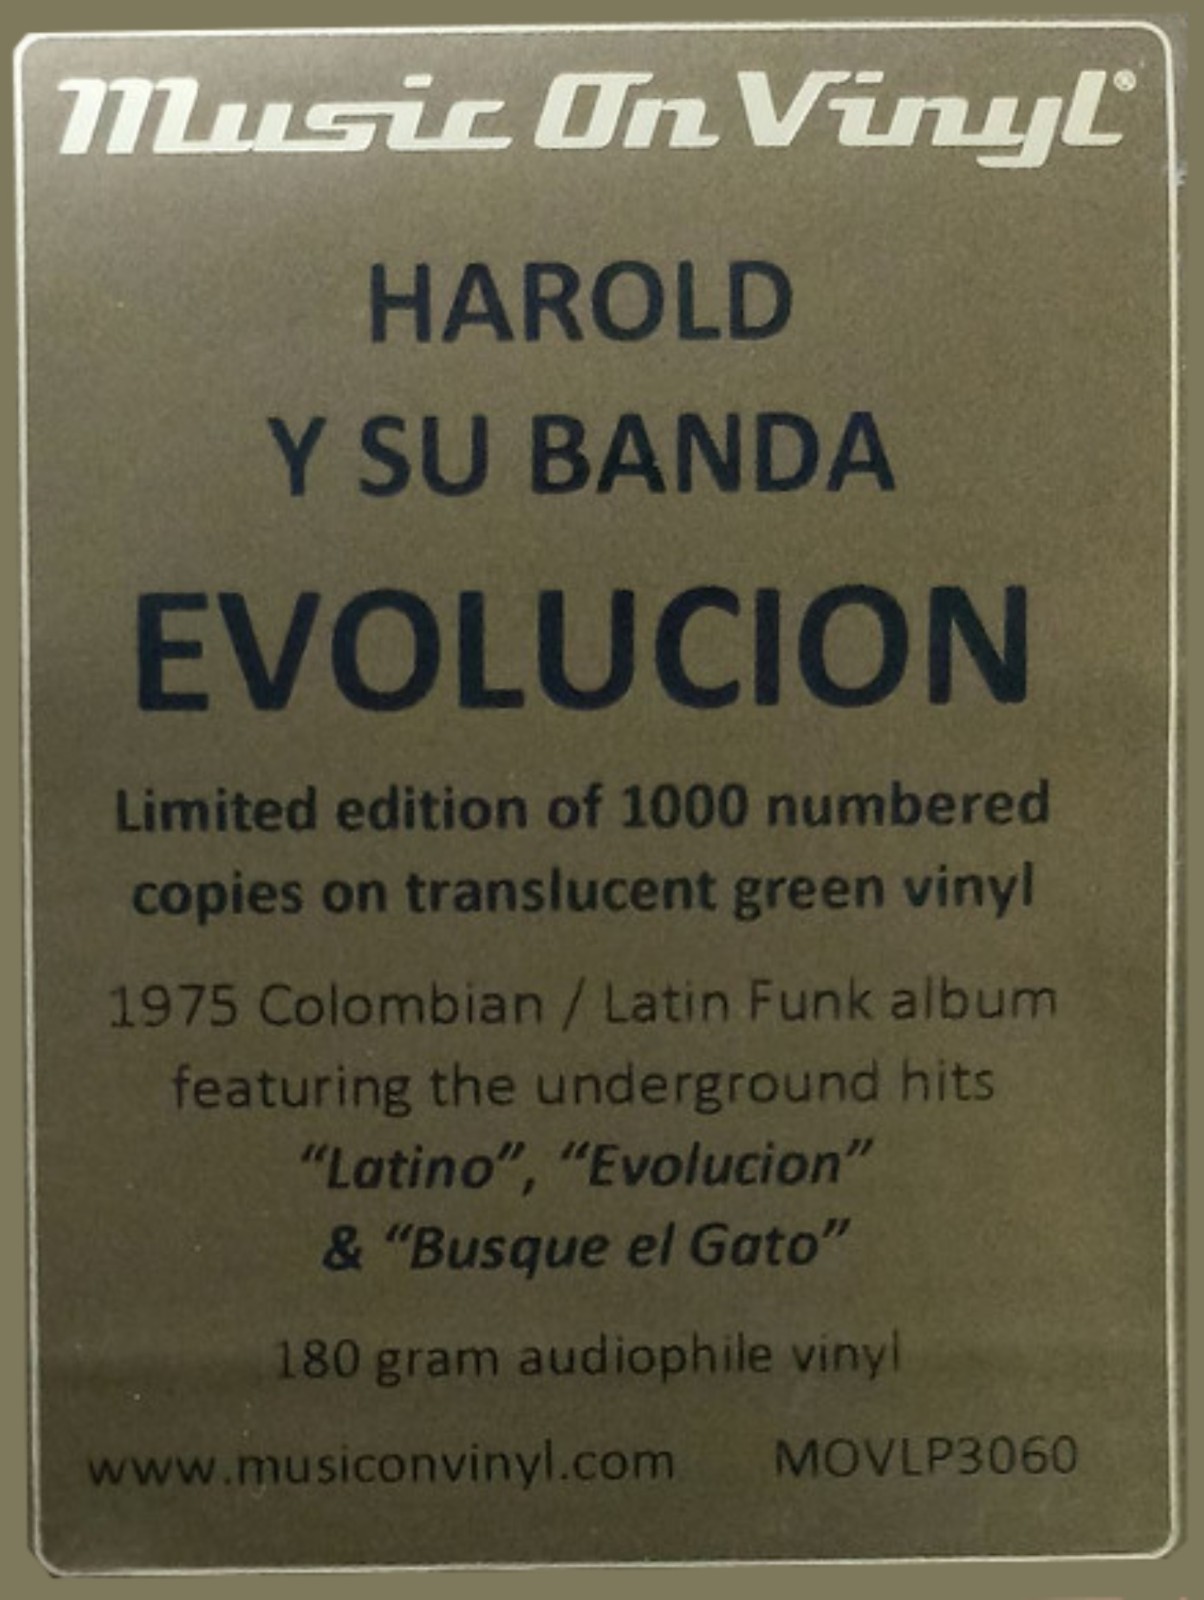 Music On Vinyl®
HAROLD
Y SU BANDA
EVOLUCION
Limited edition of 1000 numbered
copies on translucent green vinyl
1975 Colombian / Latin Funk album
featuring the underground hits
“Latino”, “Evolucion”
& “Busque el Gato”
180 gram audiophile vinyl
www.musiconvinyl.com MOVLP3060